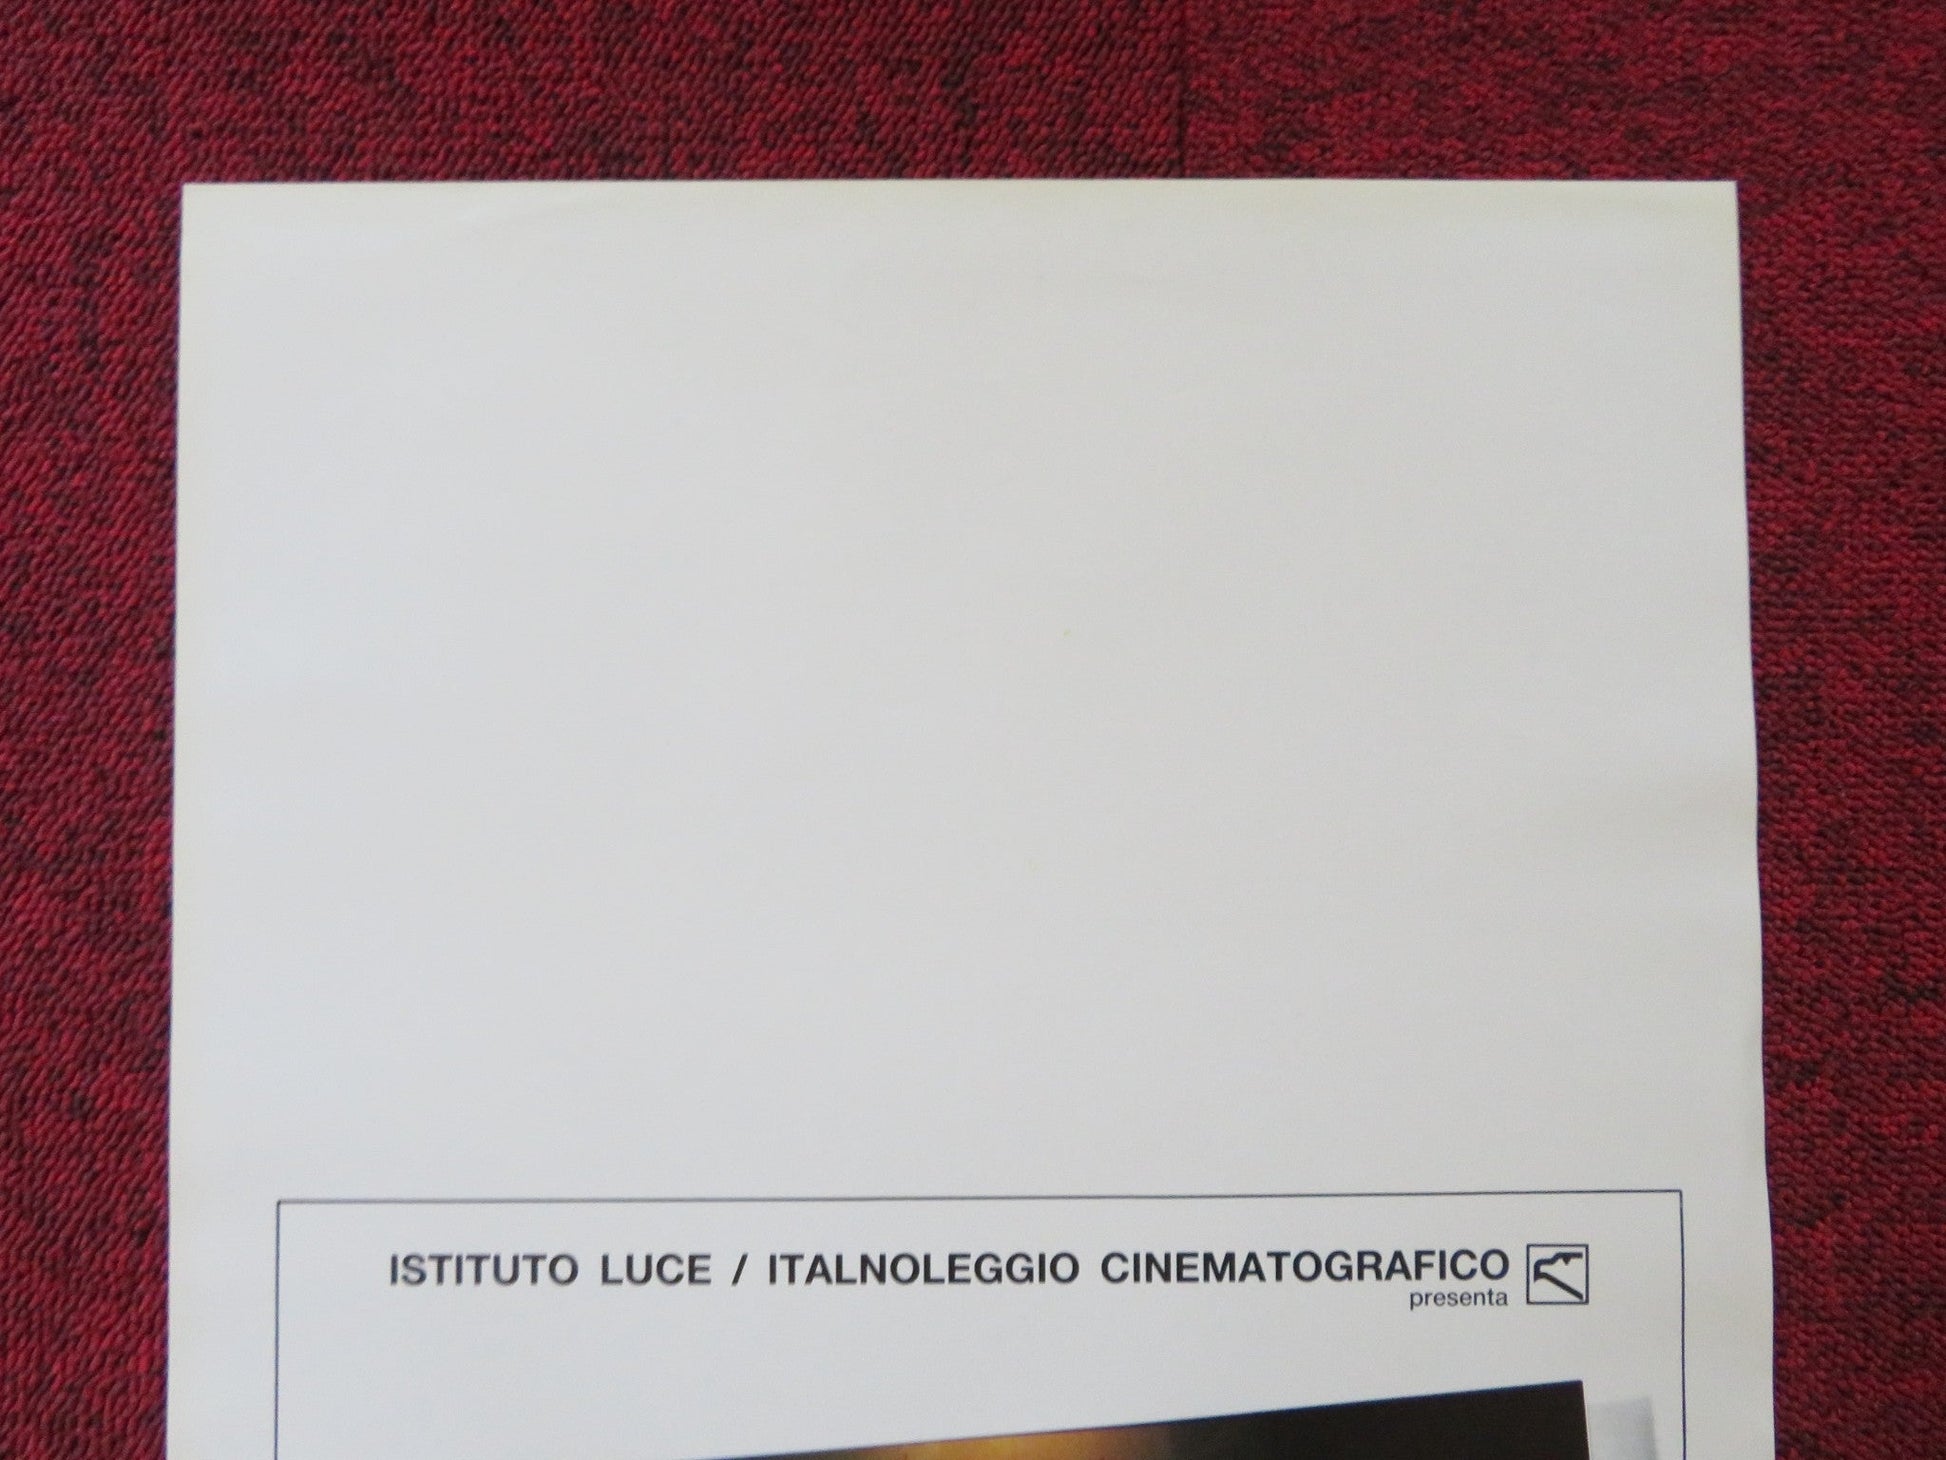 ISTITUTO LUCE / ITALNOLEGGIO CINEMATOGRAFICO
presenta